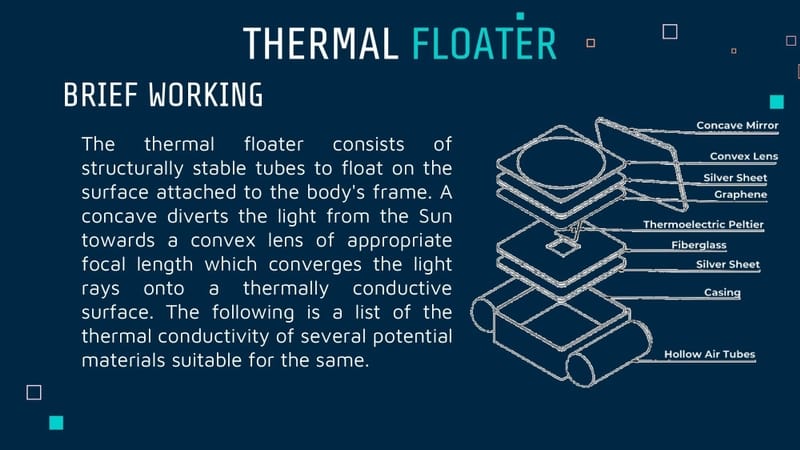 THERMAL FLOATER
BRIEF WORKING
The thermal floater consists of
structurally stable tubes to float on the
surface attached to the body's frame. A
concave diverts the light from the Sun
towards a convex lens of appropriate
focal length which converges the light
rays onto a thermally conductive
surface. The following is a list of the
thermal conductivity of several potential
materials suitable for the same.
Concave Mirror
Convex Lens
Silver Sheet
Graphene
Thermoelectric Peltier
Fiberglass
Silver Sheet
Casing
Hollow Air Tubes